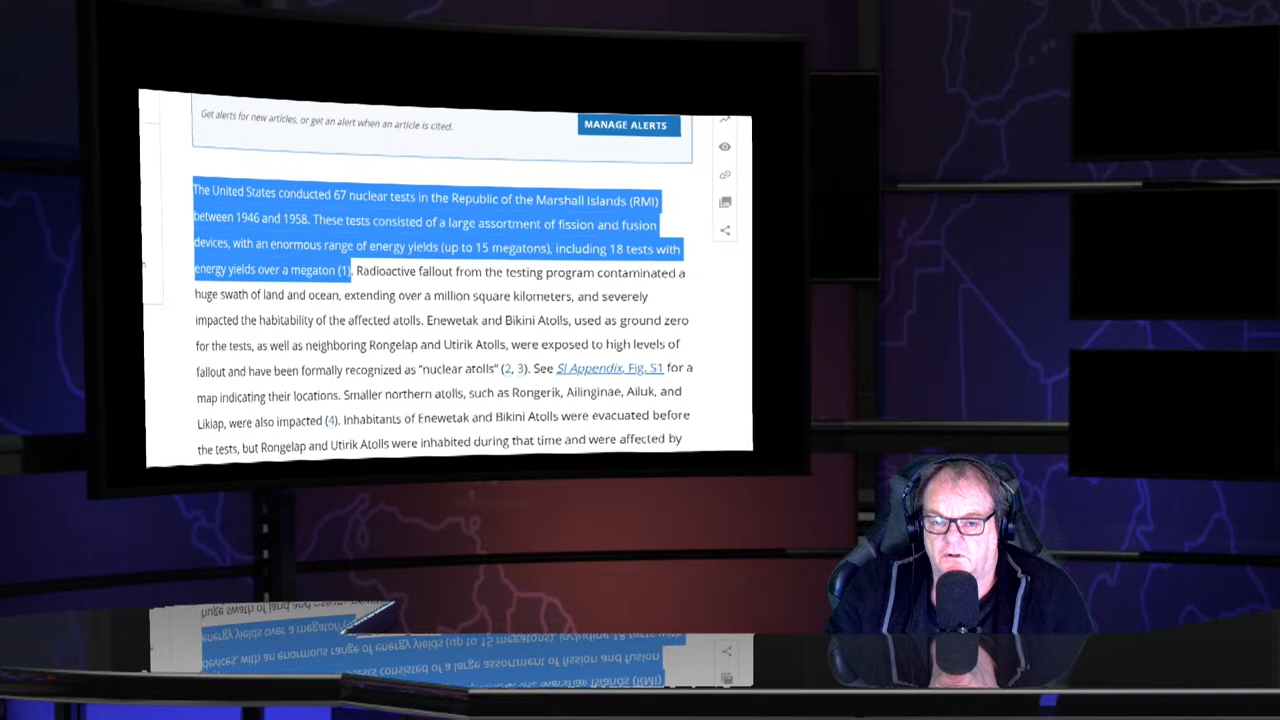 Get alerts for new articles, or get an alert when an article is cited.
MANAGE ALERTS
The United States conducted 67 nuclear tests in the Republic of the Marshall Islands (RMI)
between 1946 and 1958. These tests consisted of a large assortment of fission and fusion
devices, with an enormous range of energy yields (up to 15 megatons), including 18 tests with
energy yields over a megaton (1). Radioactive fallout from the testing program contaminated a
huge swath of land and ocean, extending over a million square kilometers, and severely
impacted the habitability of the affected atolls. Enewetak and Bikini Atolls, used as ground zero
for the tests, as well as neighboring Rongelap and Utirik Atolls, were exposed to high levels of
fallout and have been formally recognized as "nuclear atolls" (2, 3). See SI Appendix, Fig. S1 for a
map indicating their locations. Smaller northern atolls, such as Rongerik, Ailinginae, Ailuk, and
Likiap, were also impacted (4). Inhabitants of Enewetak and Bikini Atolls were evacuated before
the tests, but Rongelap and Utirik Atolls were inhabited during that time and were affected by